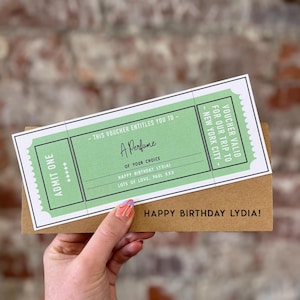 ADMIT ONE
- THIS VOUCHER ENTITLES YOU TO -
A Perfume
OF YOUR CHOICE
HAPPY BIRTHDAY LYDIA!
LOTS OF LOVE, PAUL XXX
- VOUCHER VALID
FOR OUR TRIP TO
NEW YORK
CITY -
HAPPY BIRTHDAY LYDIA!